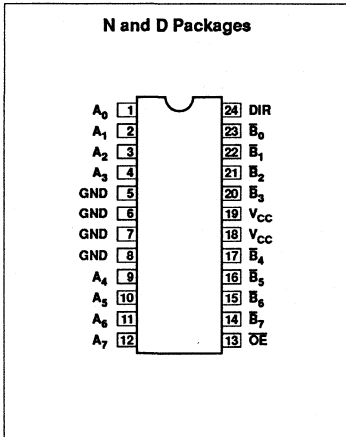 N and D Packages
A0 1 24 DIR
A1 2 23 B̅0
A2 3 22 B̅1
A3 4 21 B̅2
GND 5 20 B̅3
GND 6 19 VCC
GND 7 18 VCC
GND 8 17 B̅4
A4 9 16 B̅5
A5 10 15 B̅6
A6 11 14 B̅7
A7 12 13 O̅E̅